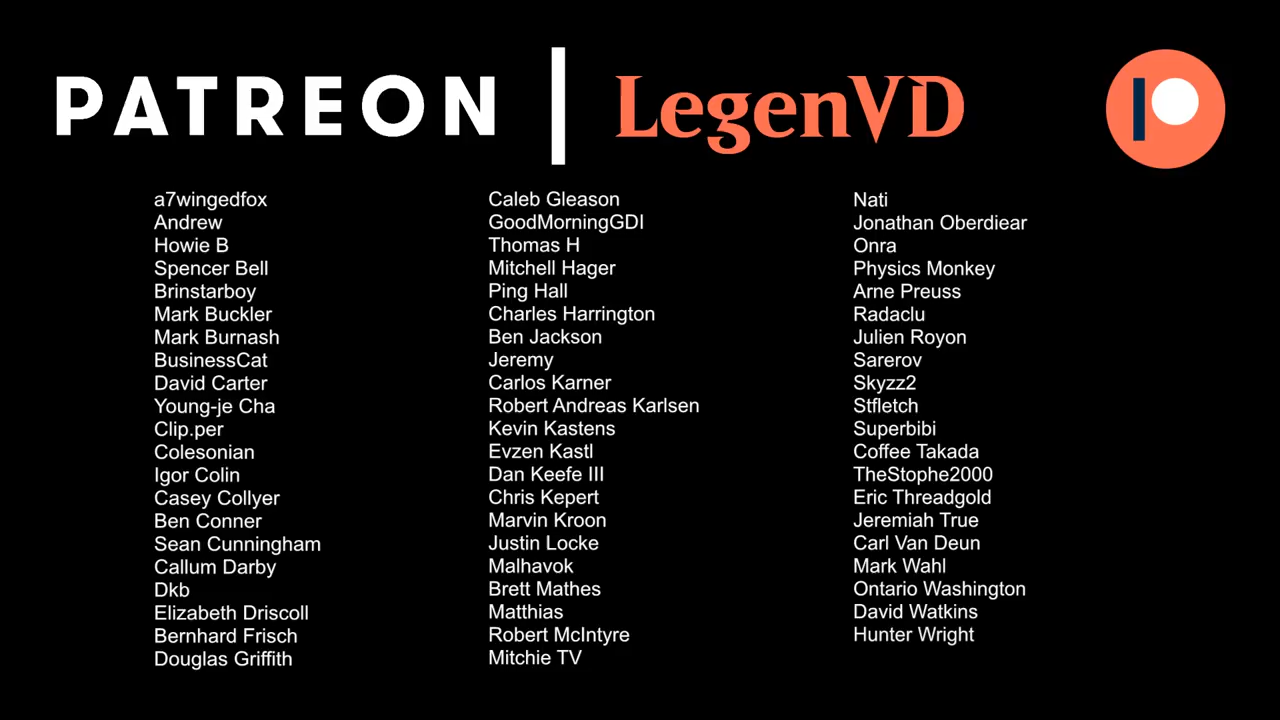 PATREON | LegenVD
a7wingedfox
Andrew
Howie B
Spencer Bell
Brinstarboy
Mark Buckler
Mark Burnash
BusinessCat
David Carter
Young-je Cha
Clip.per
Colesonian
Igor Colin
Casey Collyer
Ben Conner
Sean Cunningham
Callum Darby
Dkb
Elizabeth Driscoll
Bernhard Frisch
Douglas Griffith
Caleb Gleason
GoodMorningGDI
Thomas H
Mitchell Hager
Ping Hall
Charles Harrington
Ben Jackson
Jeremy
Carlos Karner
Robert Andreas Karlsen
Kevin Kastens
Evzen Kastl
Dan Keefe III
Chris Kepert
Marvin Kroon
Justin Locke
Malhavok
Brett Mathes
Matthias
Robert McIntyre
Mitchie TV
Nati
Jonathan Oberdiear
Onra
Physics Monkey
Arne Preuss
Radaclu
Julien Royon
Sarerov
Skyzz2
Stfletch
Superbibi
Coffee Takada
TheStophe2000
Eric Threadgold
Jeremiah True
Carl Van Deun
Mark Wahl
Ontario Washington
David Watkins
Hunter Wright